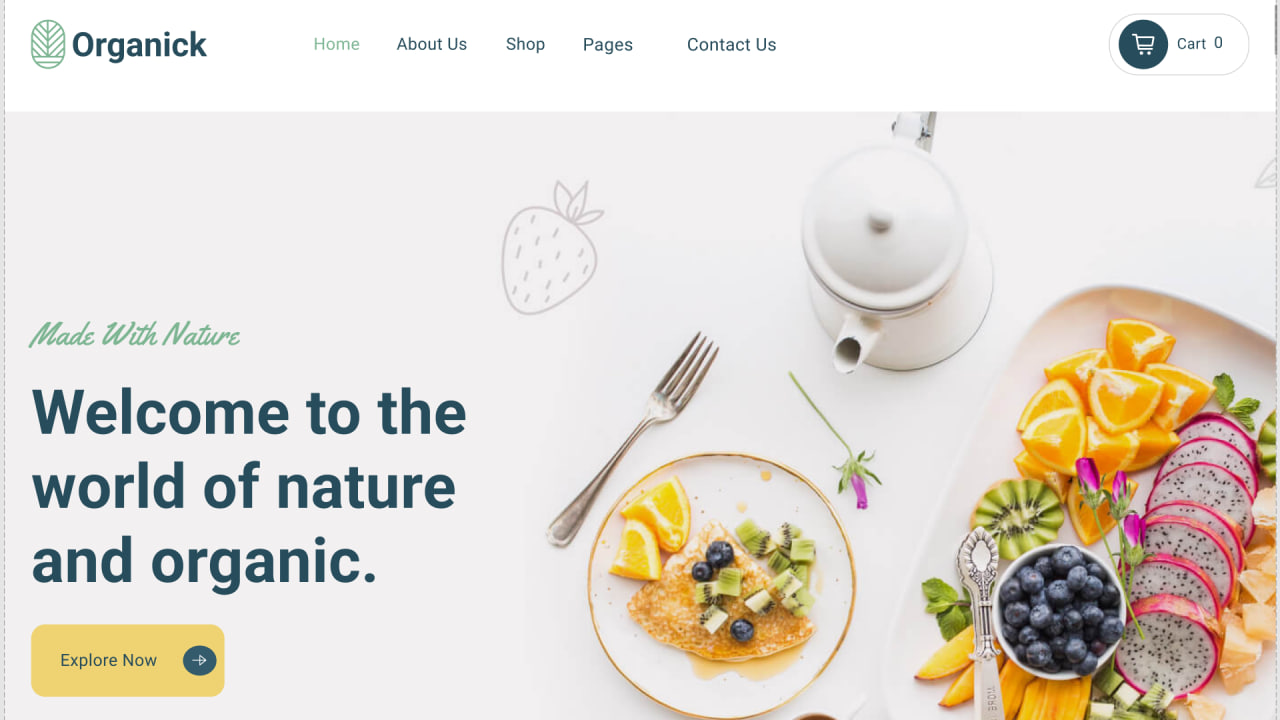 Organick
Home
About Us
Shop
Pages
Contact Us
Cart 0
Made With Nature
Welcome to the
world of nature
and organic.
Explore Now